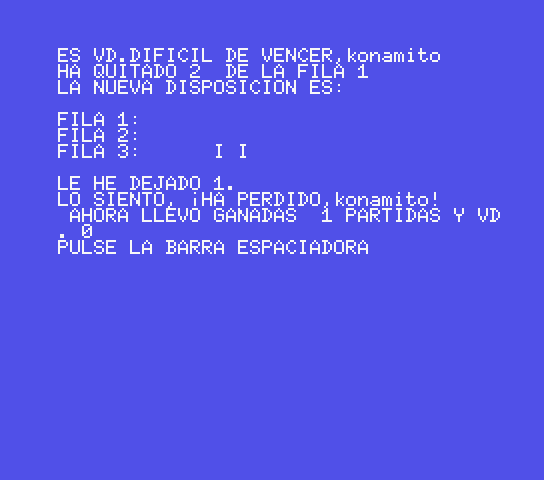 ES VD.DIFICIL DE VENCER,konamito
HA QUITADO 2  DE LA FILA 1
LA NUEVA DISPOSICION ES:
FILA 1:
FILA 2:
FILA 3:      I I
LE HE DEJADO 1.
LO SIENTO, ¡HA PERDIDO,konamito!
 AHORA LLEVO GANADAS  1 PARTIDAS Y VD
. 0
PULSE LA BARRA ESPACIADORA